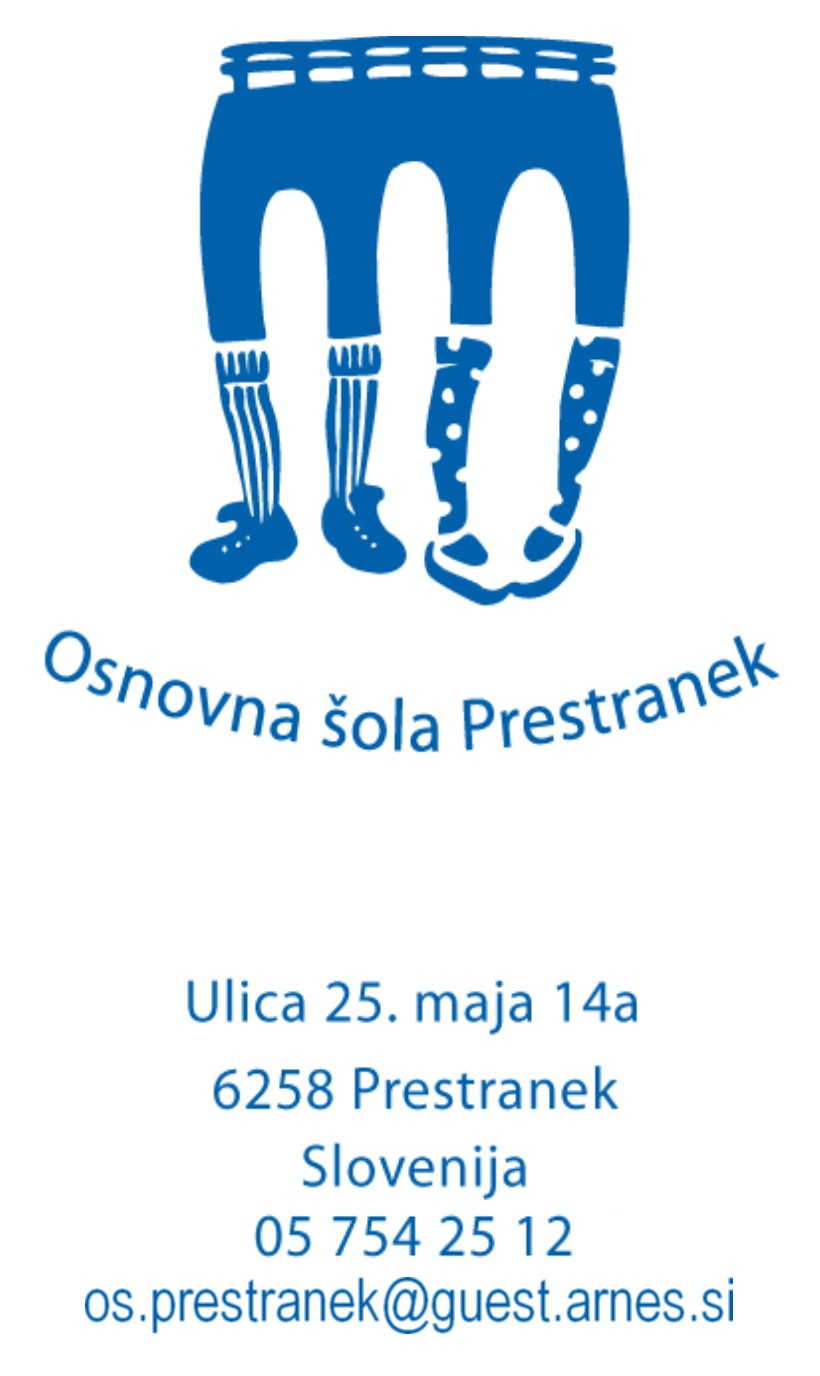 Osnovna šola Prestranek
Ulica 25. maja 14a
6258 Prestranek
Slovenija
05 754 25 12
os.prestranek@guest.arnes.si